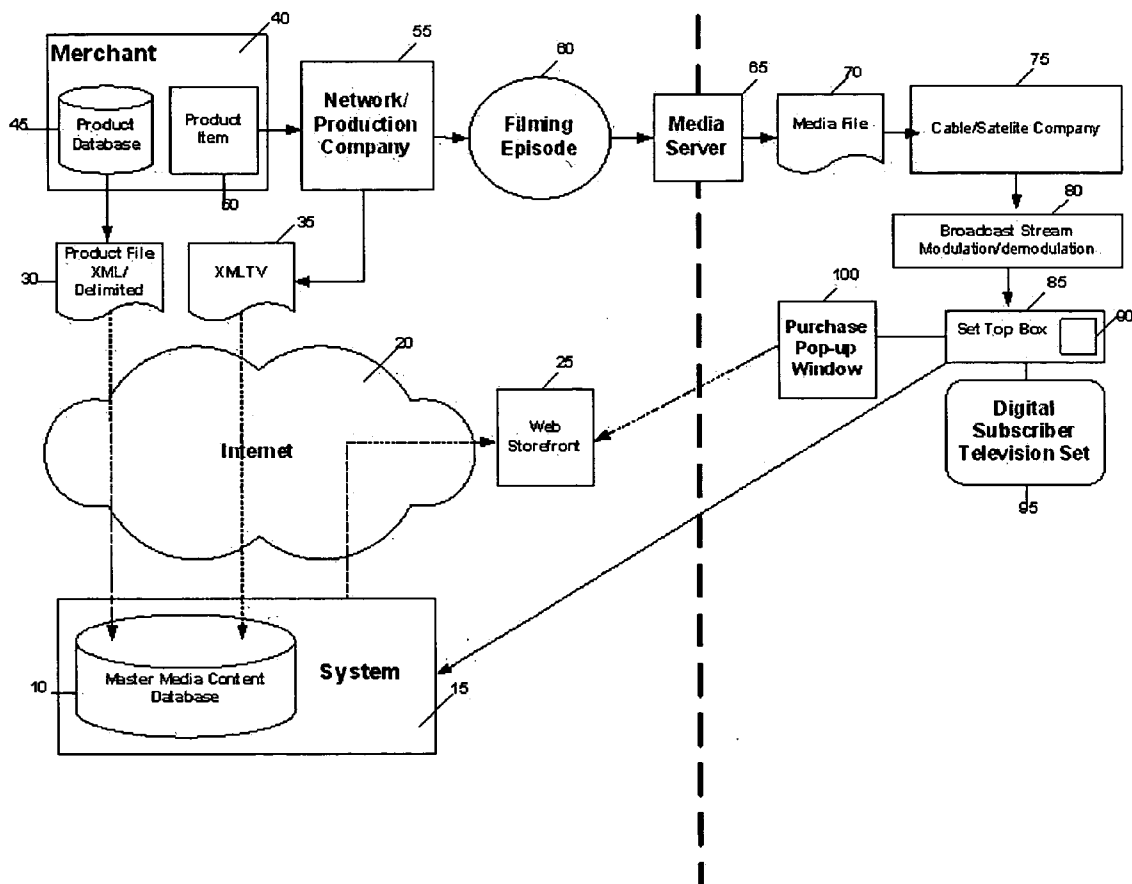 40
Merchant
45
Product
Database
Product
Item
50
55
Network/
Production
Company
60
Filming
Episode
65
Media
Server
70
Media File
75
Cable/Satelite Company
80
Broadcast Stream
Modulation/demodulation
30
Product File
XML/
Delimited
35
XMLTV
85
Set Top Box
90
100
Purchase
Pop-up
Window
Digital
Subscriber
Television Set
95
20
Internet
25
Web
Storefront
10
Master Media Content
Database
System
15